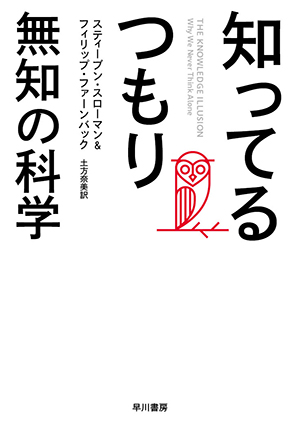 知ってる
つもり
無知の科学
THE KNOWLEDGE ILLUSION
Why We Never Think Alone
スティーブン・スローマン&
フィリップ・ファーンバック
土方奈美訳
早川書房